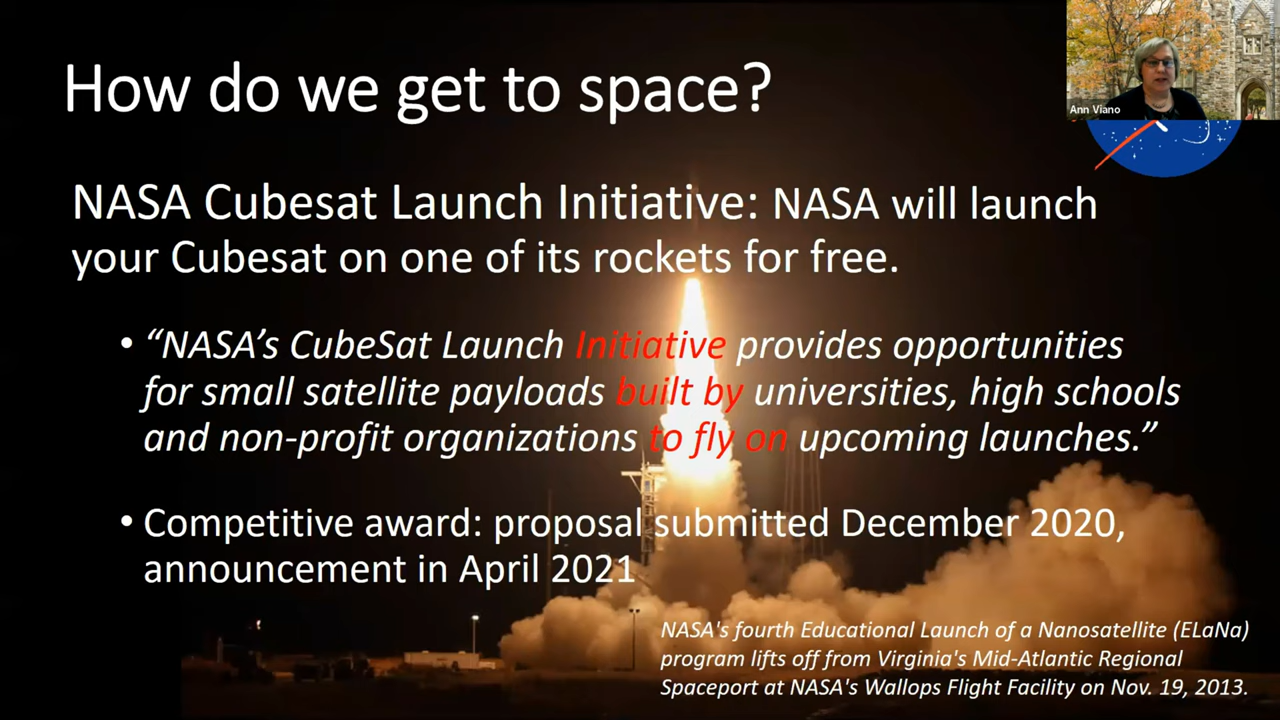 How do we get to space?
Ann Viano
NASA Cubesat Launch Initiative: NASA will launch
your Cubesat on one of its rockets for free.
• “NASA’s CubeSat Launch Initiative provides opportunities
for small satellite payloads built by universities, high schools
and non-profit organizations to fly on upcoming launches.”
• Competitive award: proposal submitted December 2020,
announcement in April 2021
NASA's fourth Educational Launch of a Nanosatellite (ELaNa)
program lifts off from Virginia's Mid-Atlantic Regional
Spaceport at NASA's Wallops Flight Facility on Nov. 19, 2013.